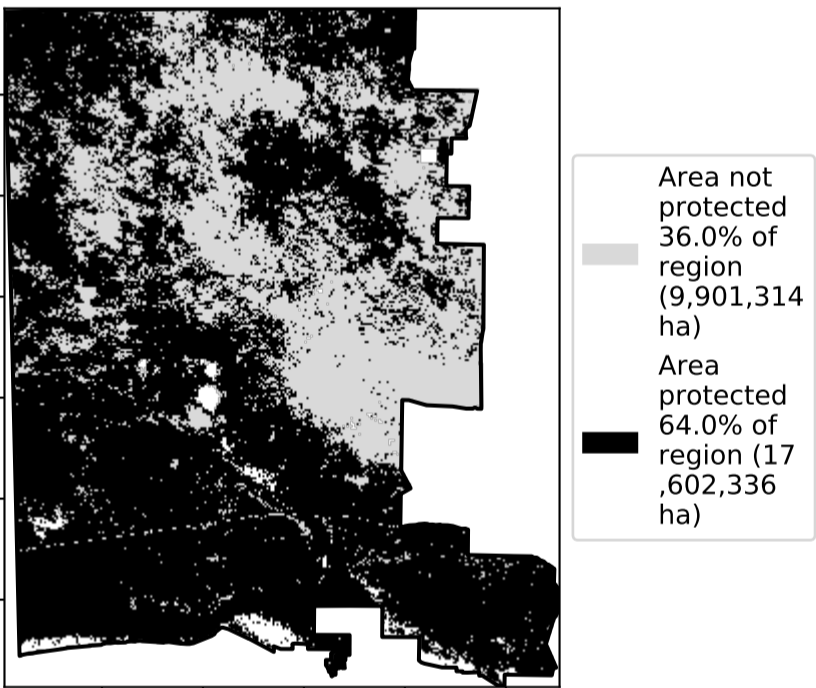 Area not
protected
36.0% of
region
(9,901,314
ha)
Area
protected
64.0% of
region (17
,602,336
ha)